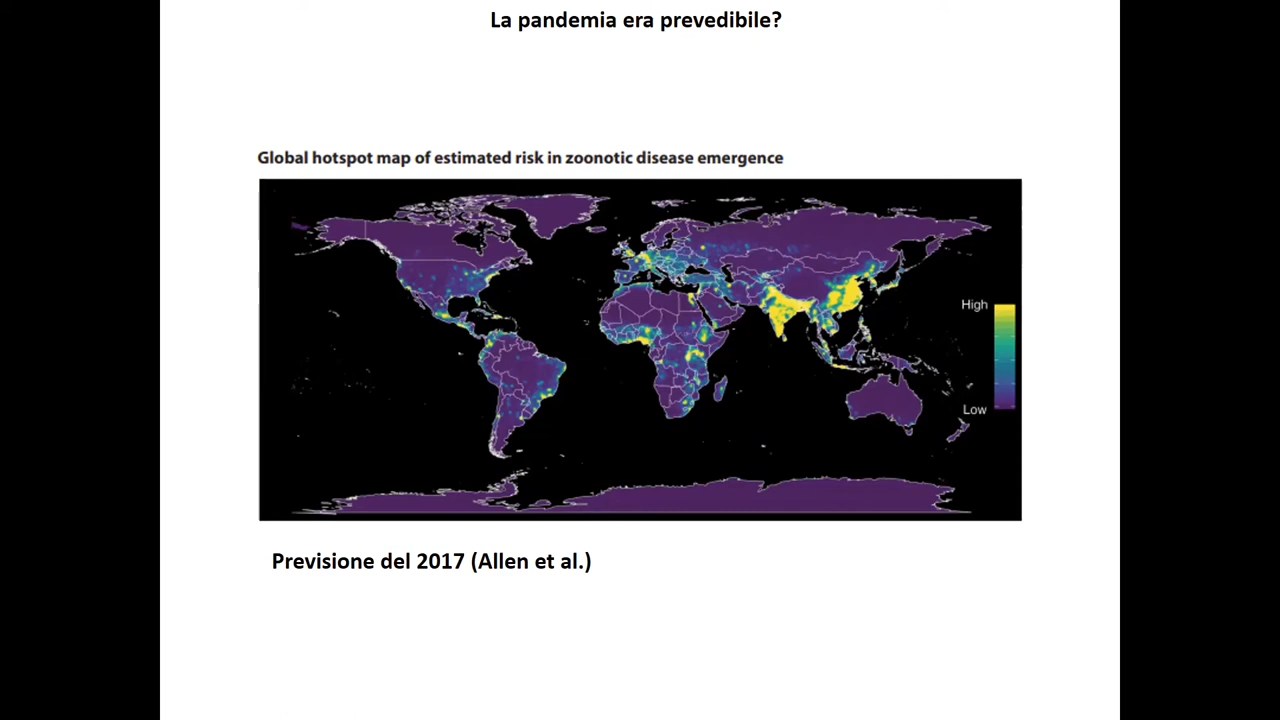 La pandemia era prevedibile?
Global hotspot map of estimated risk in zoonotic disease emergence
High
Low
Previsione del 2017 (Allen et al.)